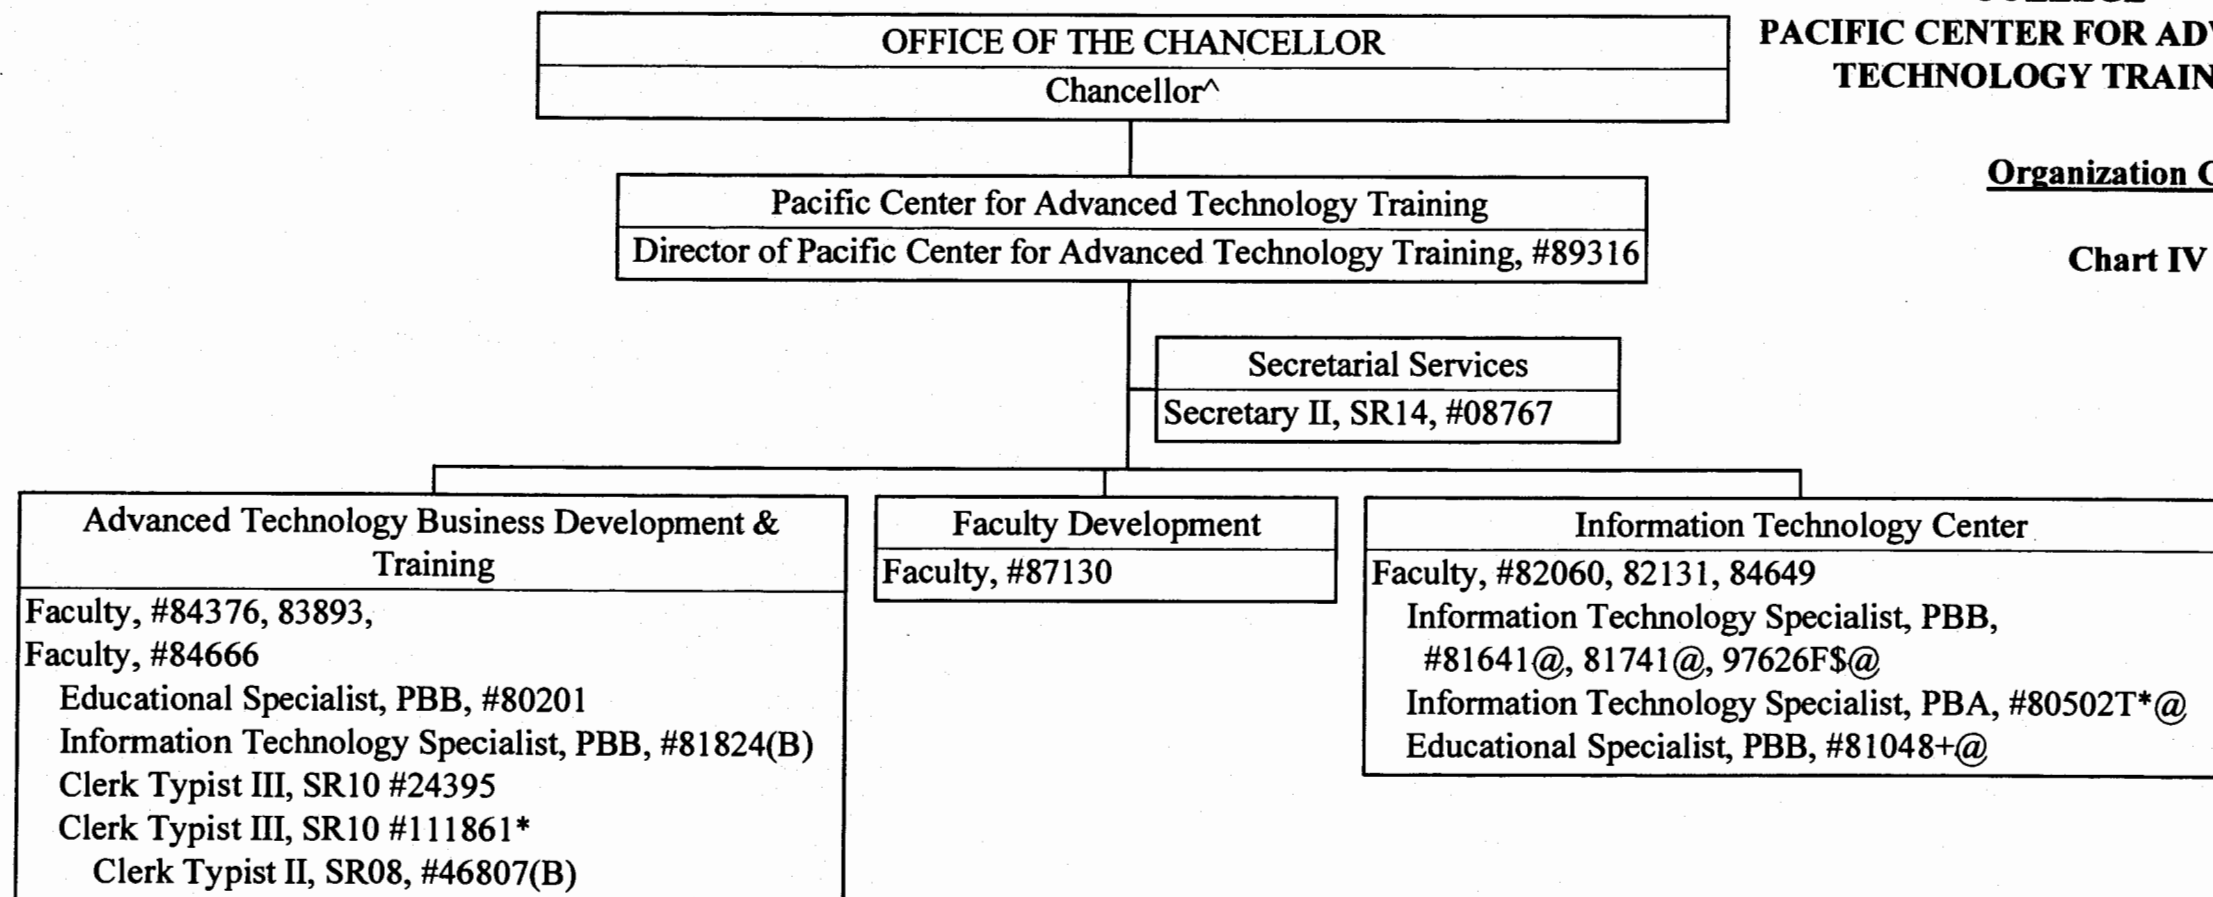 OFFICE OF THE CHANCELLOR
Chancellor^
PACIFIC CENTER FOR
TECHNOLOGY
Organization
Chart IV
Pacific Center for Advanced Technology Training
Director of Pacific Center for Advanced Technology Training, #89316
Secretarial Services
Secretary II, SR14, #08767
Advanced Technology Business Development &
Training
Faculty, #84376, 83893,
Faculty, #84666
Educational Specialist, PBB, #80201
Information Technology Specialist, PBB, #81824(B)
Clerk Typist III, SR10 #24395
Clerk Typist III, SR10 #111861*
Clerk Typist II, SR08, #46807(B)
Faculty Development
Faculty, #87130
Information Technology Center
Faculty, #82060, 82131, 84649
Information Technology Specialist, PBB,
#81641@, 81741@, 97626F$@
Information Technology Specialist, PBA, #80502T*@
Educational Specialist, PBB, #81048+@